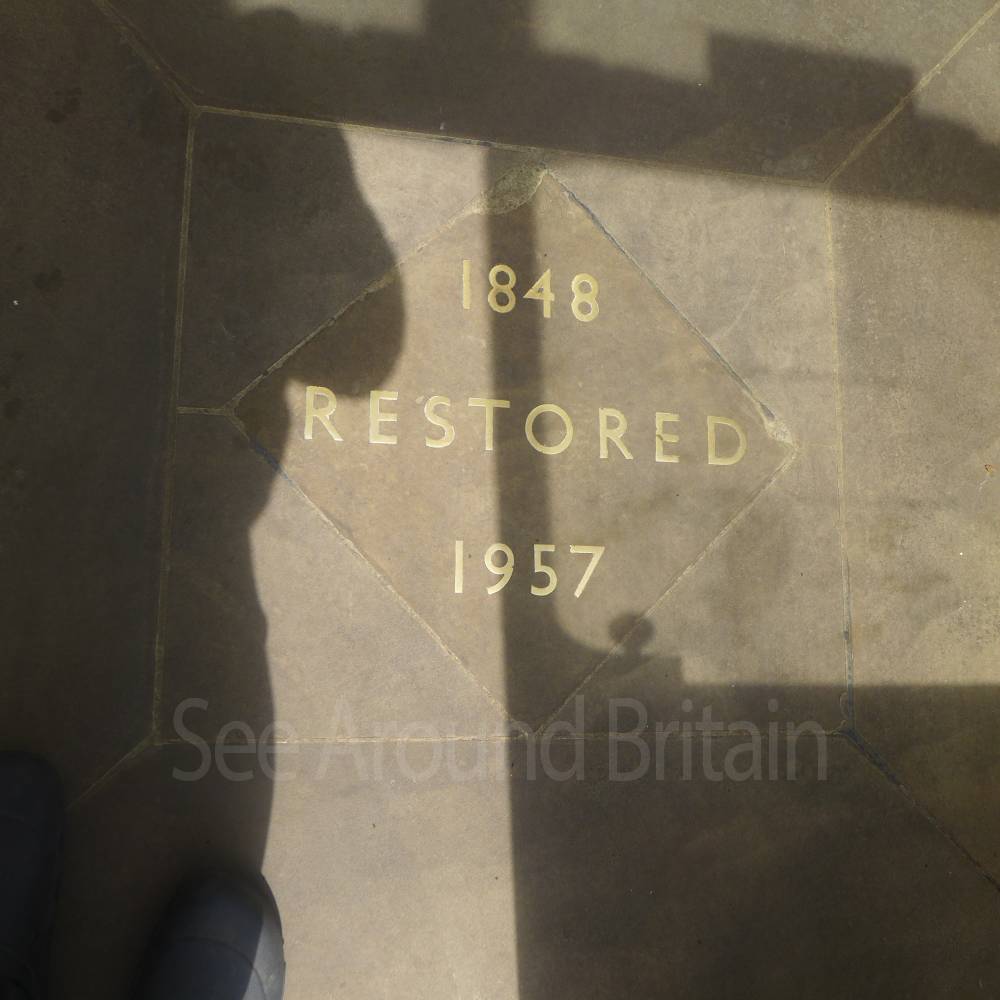 1848
RESTORED
1957
See Around Britain